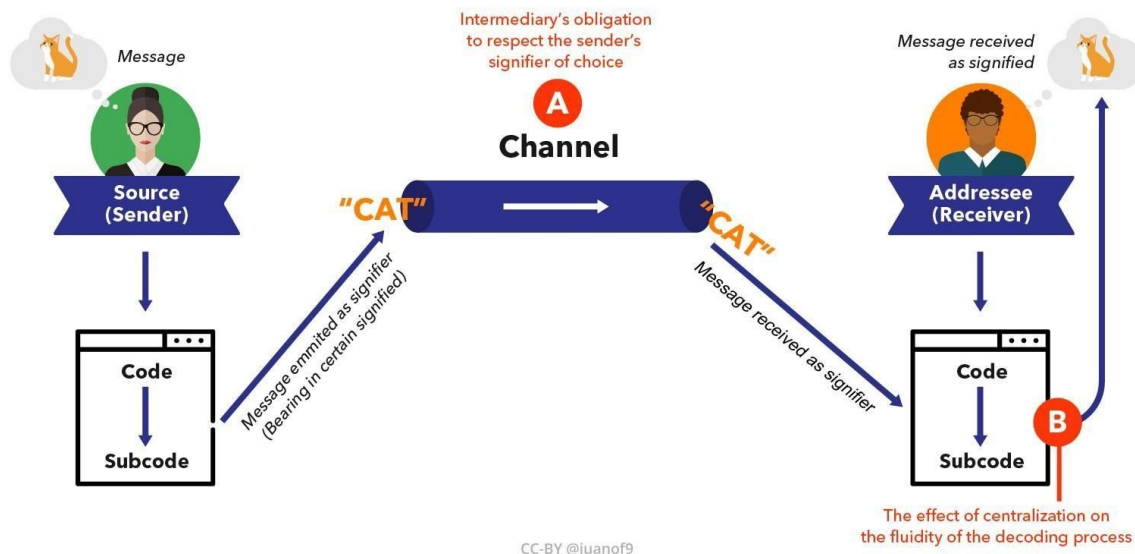 Message
Intermediary's obligation
to respect the sender's
signifier of choice
A
Channel
Message received
as signified
Source
(Sender)
"CAT"
"CAT"
Addressee
(Receiver)
Message emmited as signifier
(Bearing in certain signified)
Message received as signifier
Code
Subcode
Code
Subcode
B
The effect of centralization on
the fluidity of the decoding process
CC-BY @juanof9